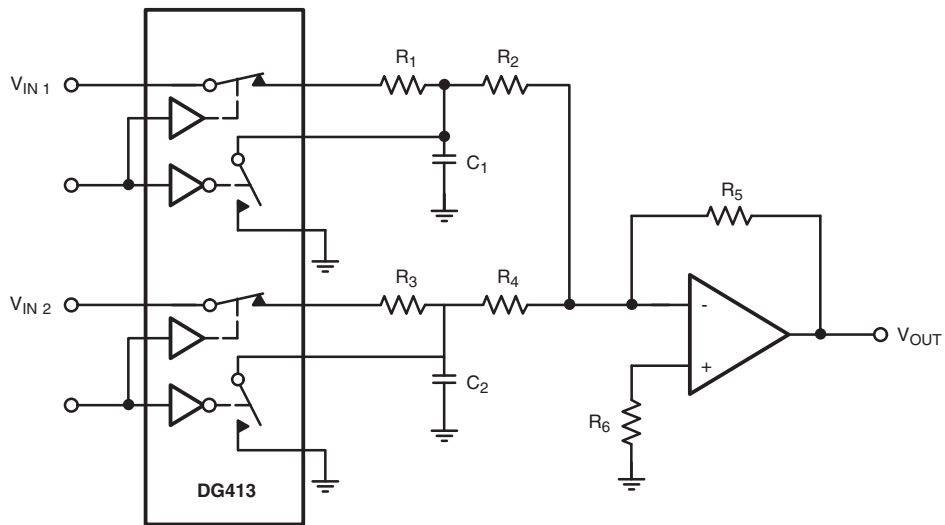 V_IN 1
R_1
R_2
C_1
R_5
V_IN 2
R_3
R_4
-
V_OUT
+
C_2
R_6
DG413